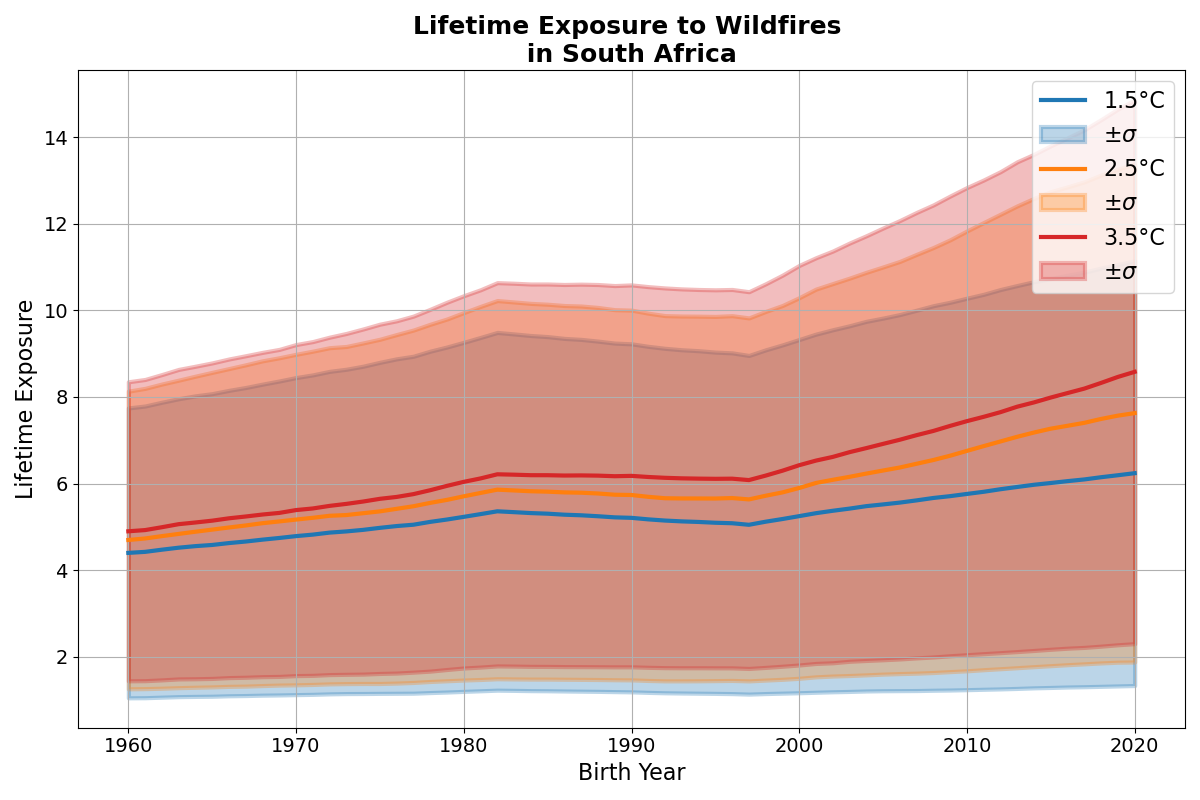 Lifetime Exposure to Wildfires
in South Africa
1.5°C
±σ
2.5°C
±σ
3.5°C
±σ
14
12
10
8
6
4
2
Lifetime Exposure
1960 1970 1980 1990 2000 2010 2020
Birth Year